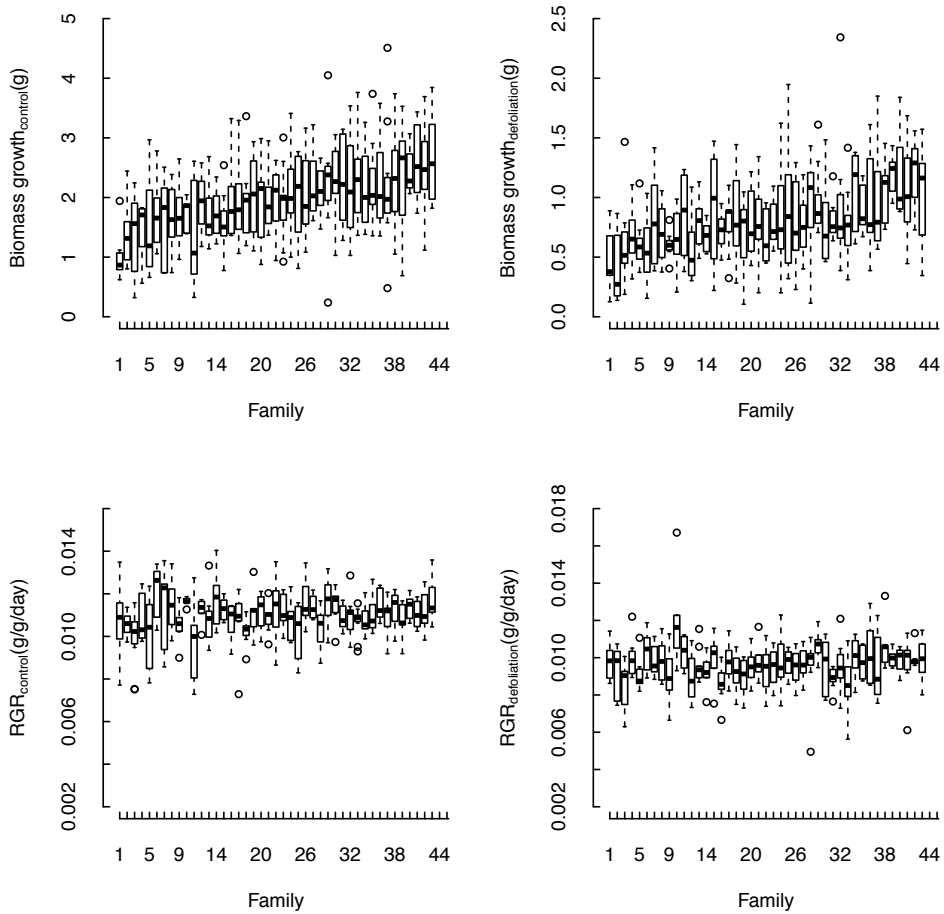 Biomass growth_control(g)
5
4
3
2
1
0
1 5 9 14 20 26 32 38 44
Family
Biomass growth_defoliation(g)
2.5
2.0
1.5
1.0
0.5
0.0
1 5 9 14 20 26 32 38 44
Family
RGR_control(g/g/day)
0.014
0.010
0.006
0.002
1 5 9 14 20 26 32 38 44
Family
RGR_defoliation(g/g/day)
0.018
0.014
0.010
0.006
0.002
1 5 9 14 20 26 32 38 44
Family